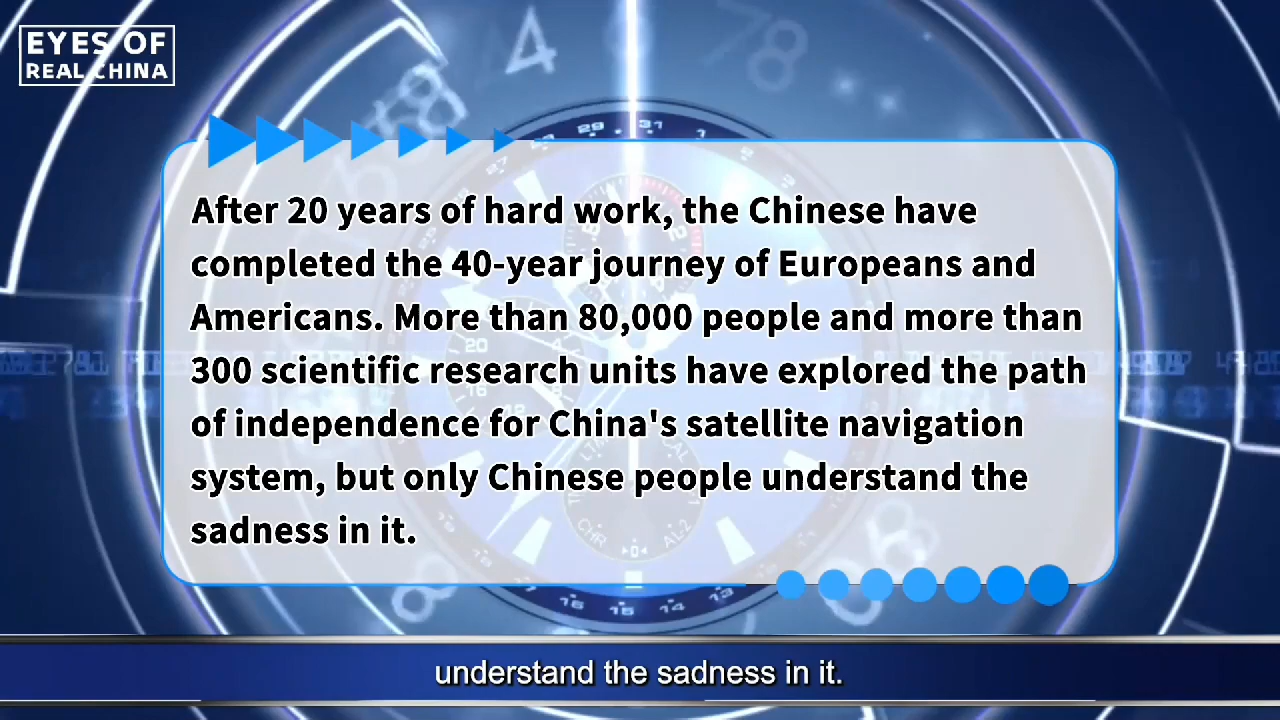 EYES OF
REAL CHINA
After 20 years of hard work, the Chinese have
completed the 40-year journey of Europeans and
Americans. More than 80,000 people and more than
300 scientific research units have explored the path
of independence for China's satellite navigation
system, but only Chinese people understand the
sadness in it.
understand the sadness in it.